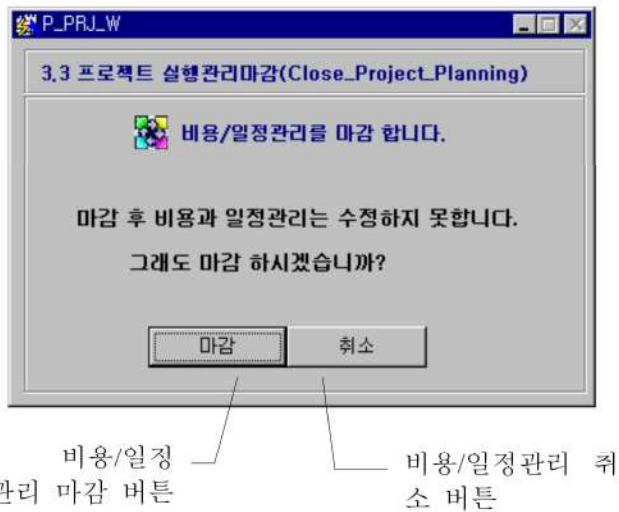 P_PRJ_W
3.3 프로젝트 실행관리마감(Close_Project_Planning)
비용/일정관리를 마감 합니다.
마감 후 비용과 일정관리는 수정하지 못합니다.
그래도 마감 하시겠습니까?
마감 취소
비용/일정 비용/일정관리 취
관리 마감 버튼 소 버튼